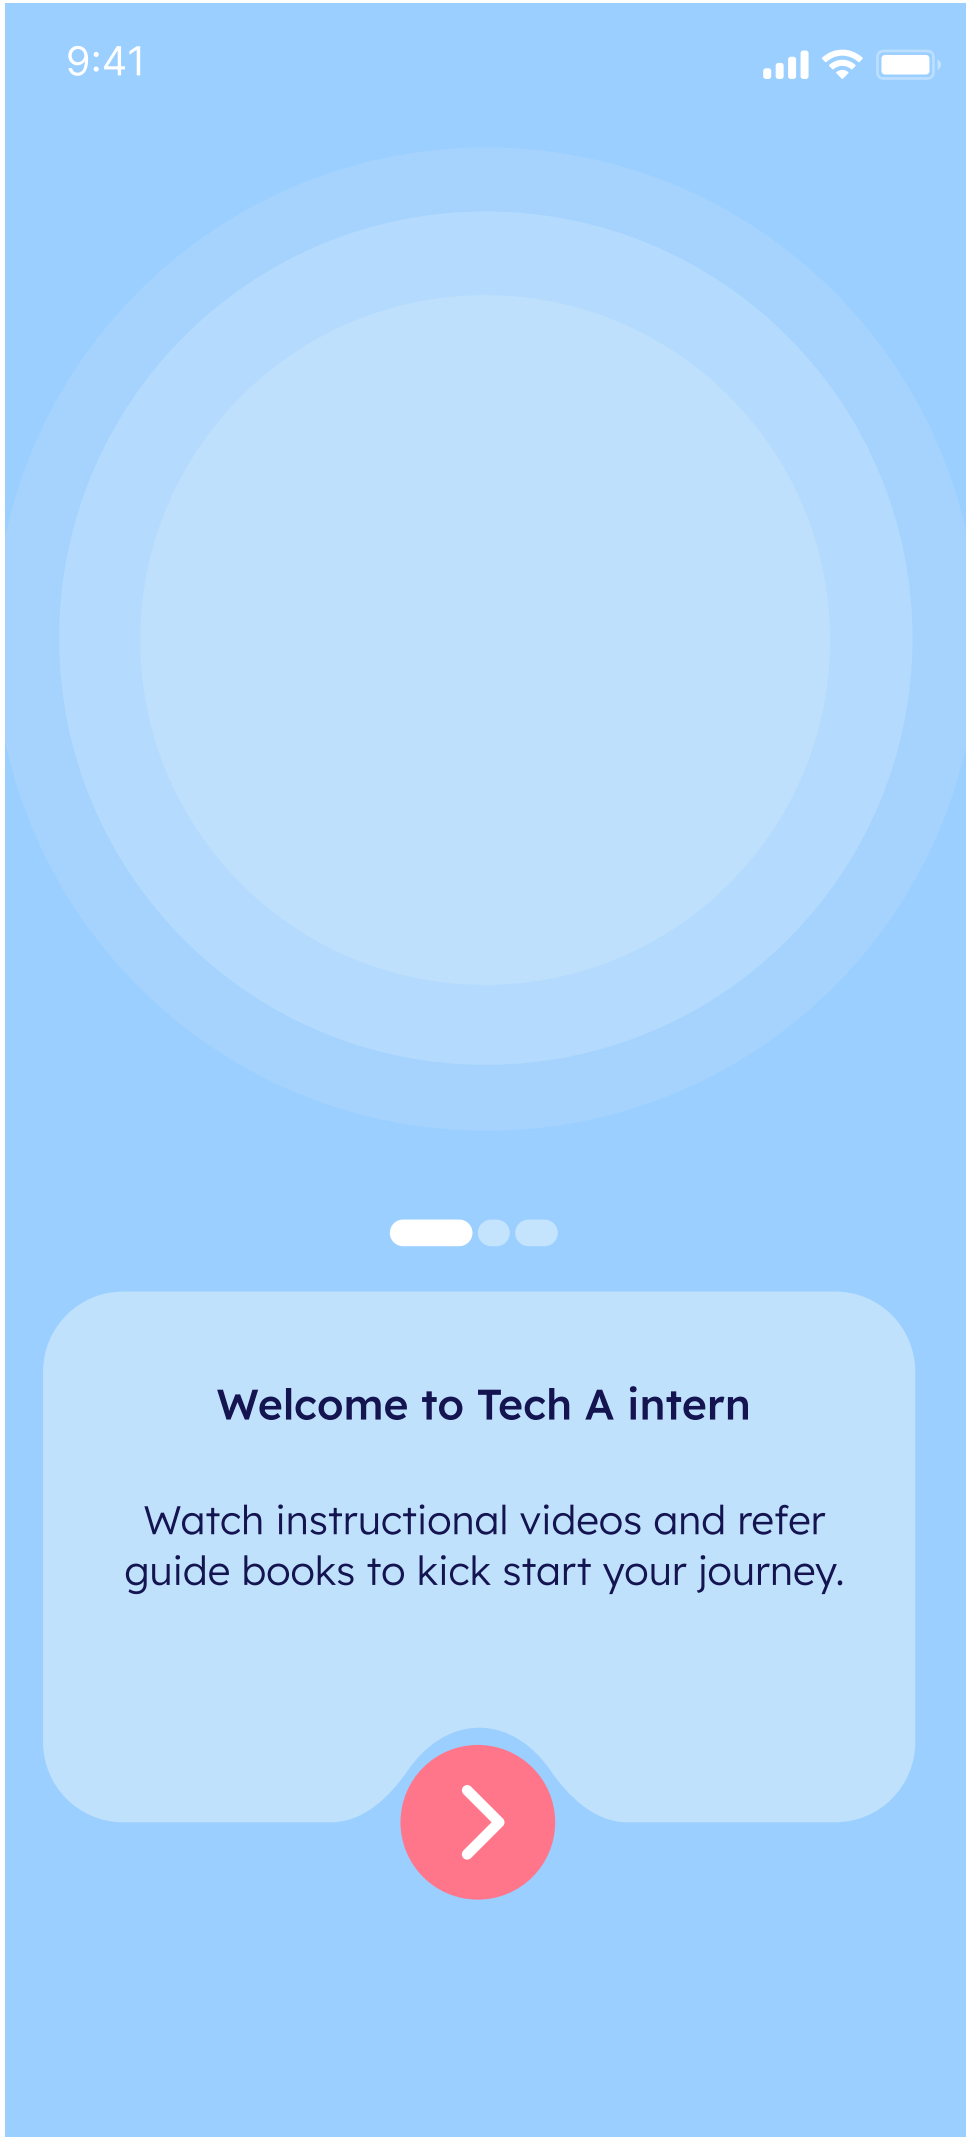 9:41
Welcome to Tech A intern
Watch instructional videos and refer
guide books to kick start your journey.